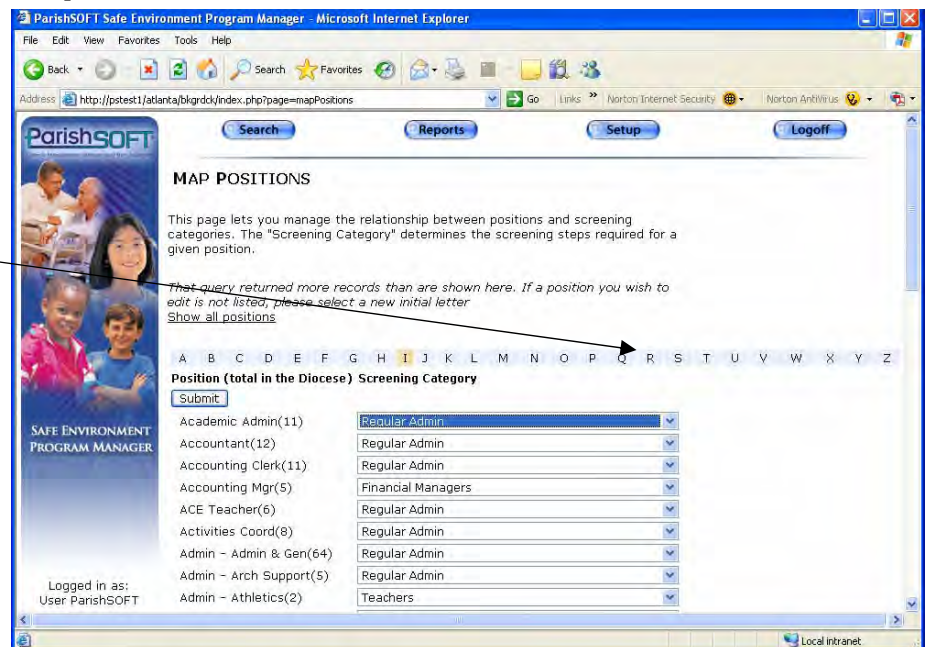 ParishSOFT Safe Environment Program Manager - Microsoft Internet Explorer
File Edit View Favorites Tools Help
Back Search Favorites
Address http://pstest1/atlanta/bkgrdck/index.php?page=mapPositions Go Links » Norton Internet Security Norton AntiVirus
ParishSOFT
Search Reports Setup Logoff
MAP POSITIONS
This page lets you manage the relationship between positions and screening
categories. The "Screening Category" determines the screening steps required for a
given position.
That query returned more records than are shown here. If a position you wish to
edit is not listed, please select a new initial letter
Show all positions
A B C D E F G H I J K L M N O P Q R S T U V W X Y Z
Position (total in the Diocese) Screening Category
Submit
Academic Admin(11) Regular Admin
Accountant(12) Regular Admin
Accounting Clerk(11) Regular Admin
Accounting Mgr(5) Financial Managers
ACE Teacher(6) Regular Admin
Activities Coord(8) Regular Admin
Admin - Admin & Gen(64) Regular Admin
Admin - Arch Support(5) Regular Admin
Admin - Athletics(2) Teachers
SAFE ENVIRONMENT
PROGRAM MANAGER
Logged in as:
User ParishSOFT
Local intranet